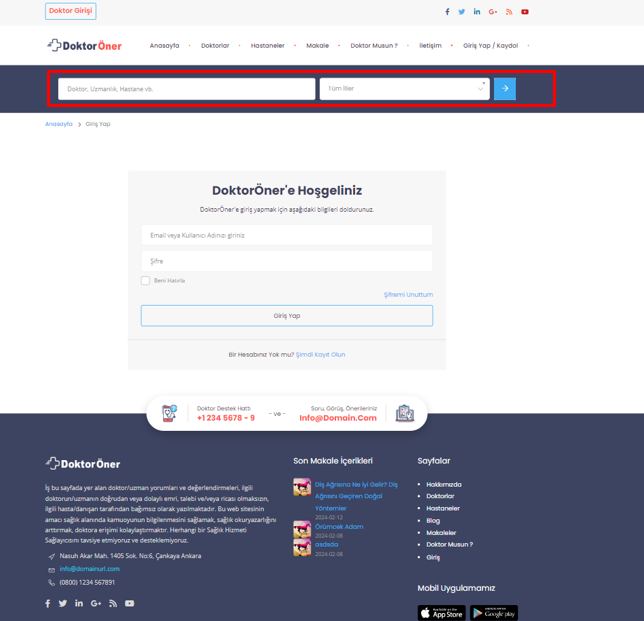 Doktor Girişi
DoktorÖner
Anasayfa
Doktorlar
Hastaneler
Makale
Doktor Musun ?
İletişim
Giriş Yap / Kaydol
Doktor, Uzmanlık, Hastane vb.
Tüm İller
Anasayfa > Giriş Yap
DoktorÖner'e Hoşgeliniz
DoktorÖner'e giriş yapmak için aşağıdaki bilgileri doldurunuz.
Email veya Kullanıcı Adınızı giriniz
Şifre
Beni Hatırla
Şifremi Unuttum
Giriş Yap
Bir Hesabınız Yok mu? Şimdi Kayıt Olun
Doktor Destek Hattı
+1 234 5678 - 9
- ve -
Soru, Görüş, Önerileriniz
Info@Domain.Com
DoktorÖner
İş bu sayfada yer alan doktor/uzman yorumları ve değerlendirmeleri, ilgili
doktorun/uzmanın doğrudan veya dolaylı emri, talebi ve/veya ricası olmaksızın,
ilgili hasta/danışan tarafından bağımsız olarak yazılmaktadır. Bu web sitesinin
amacı sağlık alanında kamuoyunun bilgilenmesini sağlamak, sağlık okuryazarlığını
arttırmak, doktora erişimi kolaylaştırmaktır. Herhangi bir Sağlık Hizmeti
Sağlayıcısını tavsiye etmiyoruz ve desteklemiyoruz.
Nasuh Akar Mah. 1405 Sok. No:6, Çankaya Ankara
info@domainurl.com
(0800) 1234 567891
Son Makale İçerikleri
Diş Ağrısına Ne İyi Gelir? Diş
Ağrısını Geçiren Doğal
Yöntemler
2024-02-12
Örümcek Adam
2024-02-08
asdsda
2024-02-08
Sayfalar
Hakkımızda
Doktorlar
Hastaneler
Blog
Makaleler
Doktor Musun ?
Giriş
Mobil Uygulamamız
App Store
Google play